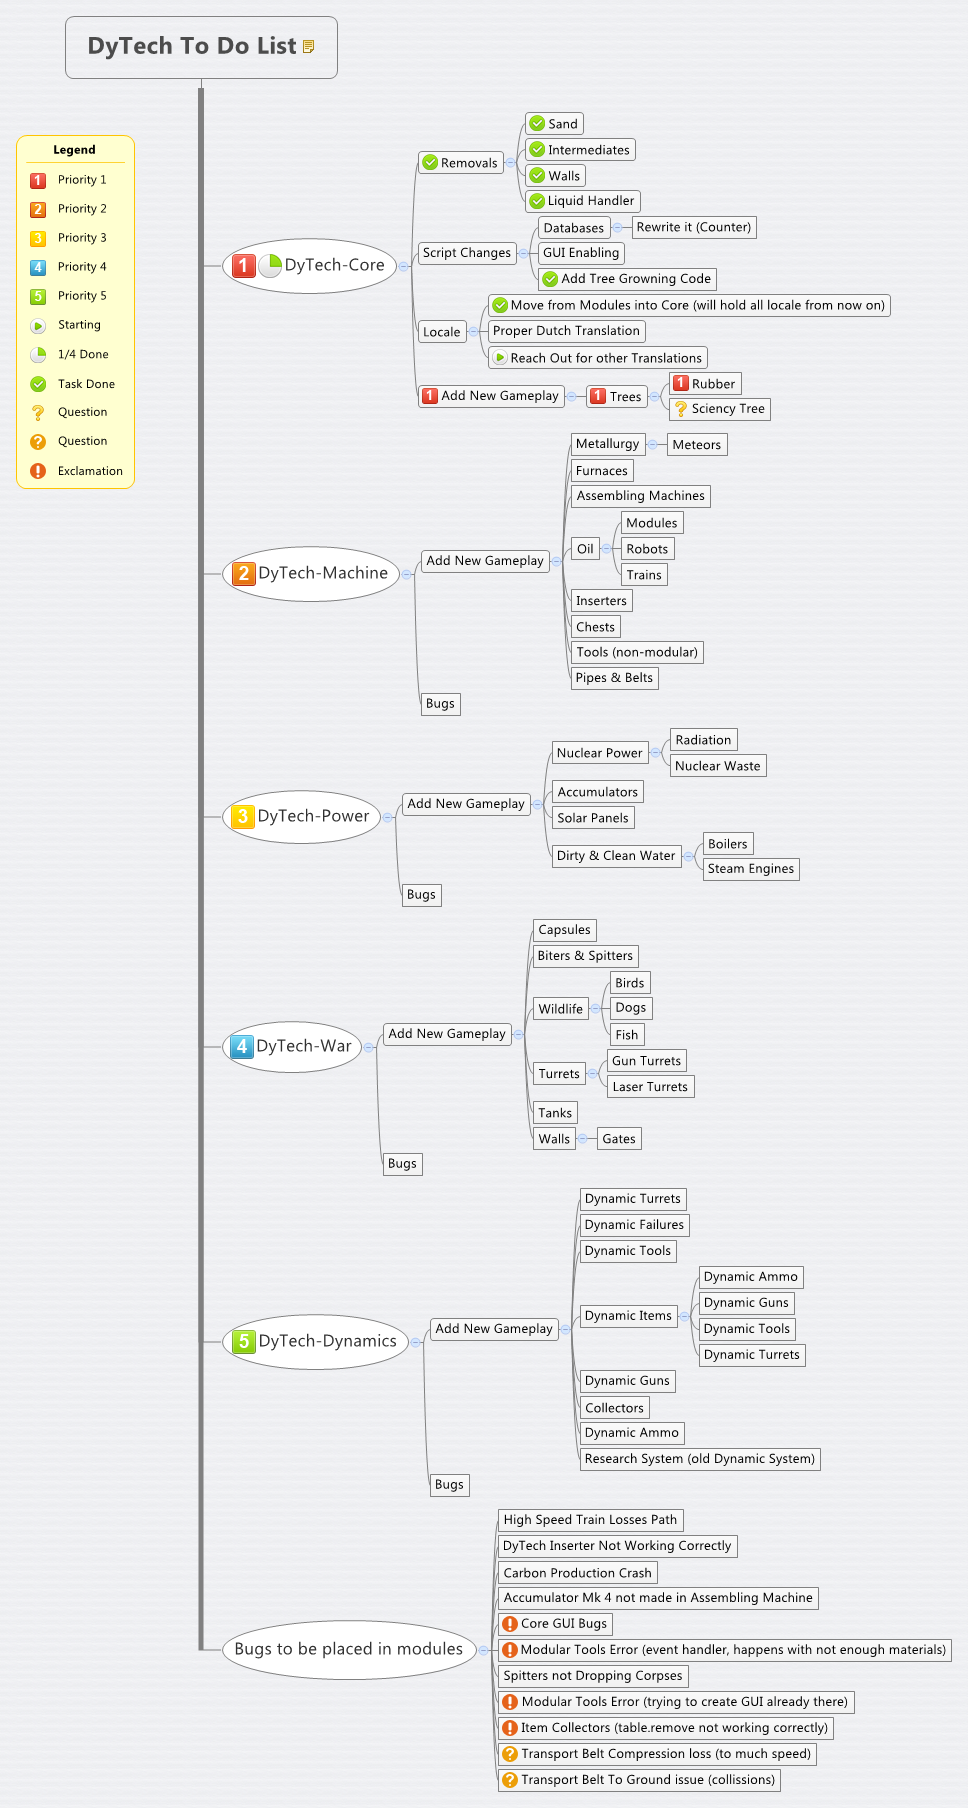 DyTech To Do List
Legend
1 Priority 1
2 Priority 2
3 Priority 3
4 Priority 4
5 Priority 5
Starting
1/4 Done
Task Done
? Question
? Question
! Exclamation
1 DyTech-Core
Removals
Sand
Intermediates
Walls
Liquid Handler
Script Changes
Databases
Rewrite it (Counter)
GUI Enabling
Add Tree Growning Code
Locale
Move from Modules into Core (will hold all locale from now on)
Proper Dutch Translation
Reach Out for other Translations
1 Add New Gameplay
1 Trees
1 Rubber
? Sciency Tree
2 DyTech-Machine
Add New Gameplay
Metallurgy
Meteors
Furnaces
Assembling Machines
Oil
Modules
Robots
Trains
Inserters
Chests
Tools (non-modular)
Pipes & Belts
Bugs
3 DyTech-Power
Add New Gameplay
Nuclear Power
Radiation
Nuclear Waste
Accumulators
Solar Panels
Dirty & Clean Water
Boilers
Steam Engines
Bugs
4 DyTech-War
Add New Gameplay
Capsules
Biters & Spitters
Wildlife
Birds
Dogs
Fish
Turrets
Gun Turrets
Laser Turrets
Tanks
Walls
Gates
Bugs
5 DyTech-Dynamics
Add New Gameplay
Dynamic Turrets
Dynamic Failures
Dynamic Tools
Dynamic Items
Dynamic Ammo
Dynamic Guns
Dynamic Tools
Dynamic Turrets
Dynamic Guns
Collectors
Dynamic Ammo
Research System (old Dynamic System)
Bugs
Bugs to be placed in modules
High Speed Train Losses Path
DyTech Inserter Not Working Correctly
Carbon Production Crash
Accumulator Mk 4 not made in Assembling Machine
! Core GUI Bugs
! Modular Tools Error (event handler, happens with not enough materials)
Spitters not Dropping Corpses
! Modular Tools Error (trying to create GUI already there)
! Item Collectors (table.remove not working correctly)
? Transport Belt Compression loss (to much speed)
? Transport Belt To Ground issue (collissions)